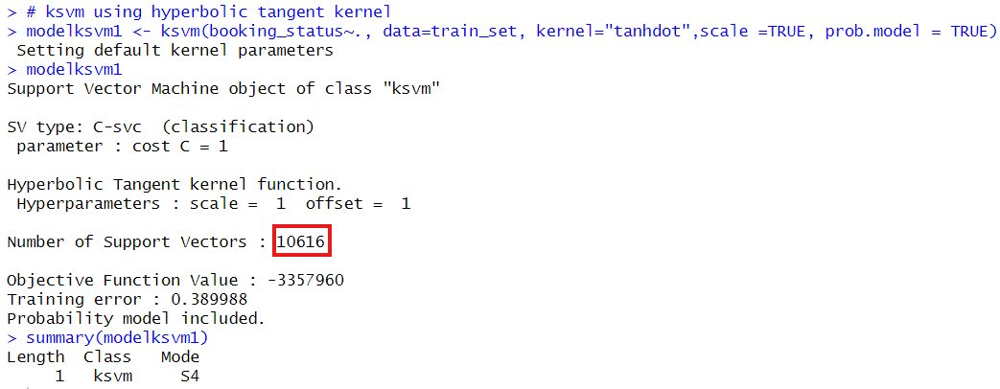 > # ksvm using hyperbolic tangent kernel
> modelksvm1 <- ksvm(booking_status~., data=train_set, kernel="tanhdot",scale =TRUE, prob.model = TRUE)
 Setting default kernel parameters
> modelksvm1
Support Vector Machine object of class "ksvm"
SV type: C-svc  (classification)
 parameter : cost C = 1
Hyperbolic Tangent kernel function.
 Hyperparameters : scale =  1  offset =  1
Number of Support Vectors : 10616
Objective Function Value : -3357960
Training error : 0.389988
Probability model included.
> summary(modelksvm1)
Length  Class   Mode
     1   ksvm     S4